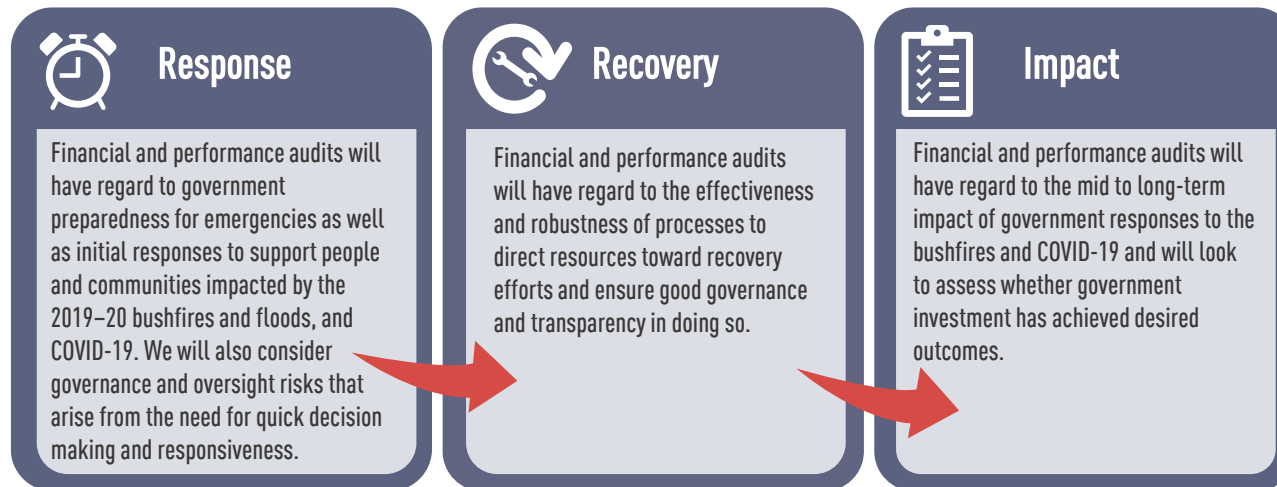 Response
Financial and performance audits will
have regard to government
preparedness for emergencies as well
as initial responses to support people
and communities impacted by the
2019–20 bushfires and floods, and
COVID-19. We will also consider
governance and oversight risks that
arise from the need for quick decision
making and responsiveness.
Recovery
Financial and performance audits
will have regard to the effectiveness
and robustness of processes to
direct resources toward recovery
efforts and ensure good governance
and transparency in doing so.
Impact
Financial and performance audits will
have regard to the mid to long-term
impact of government responses to the
bushfires and COVID-19 and will look
to assess whether government
investment has achieved desired
outcomes.